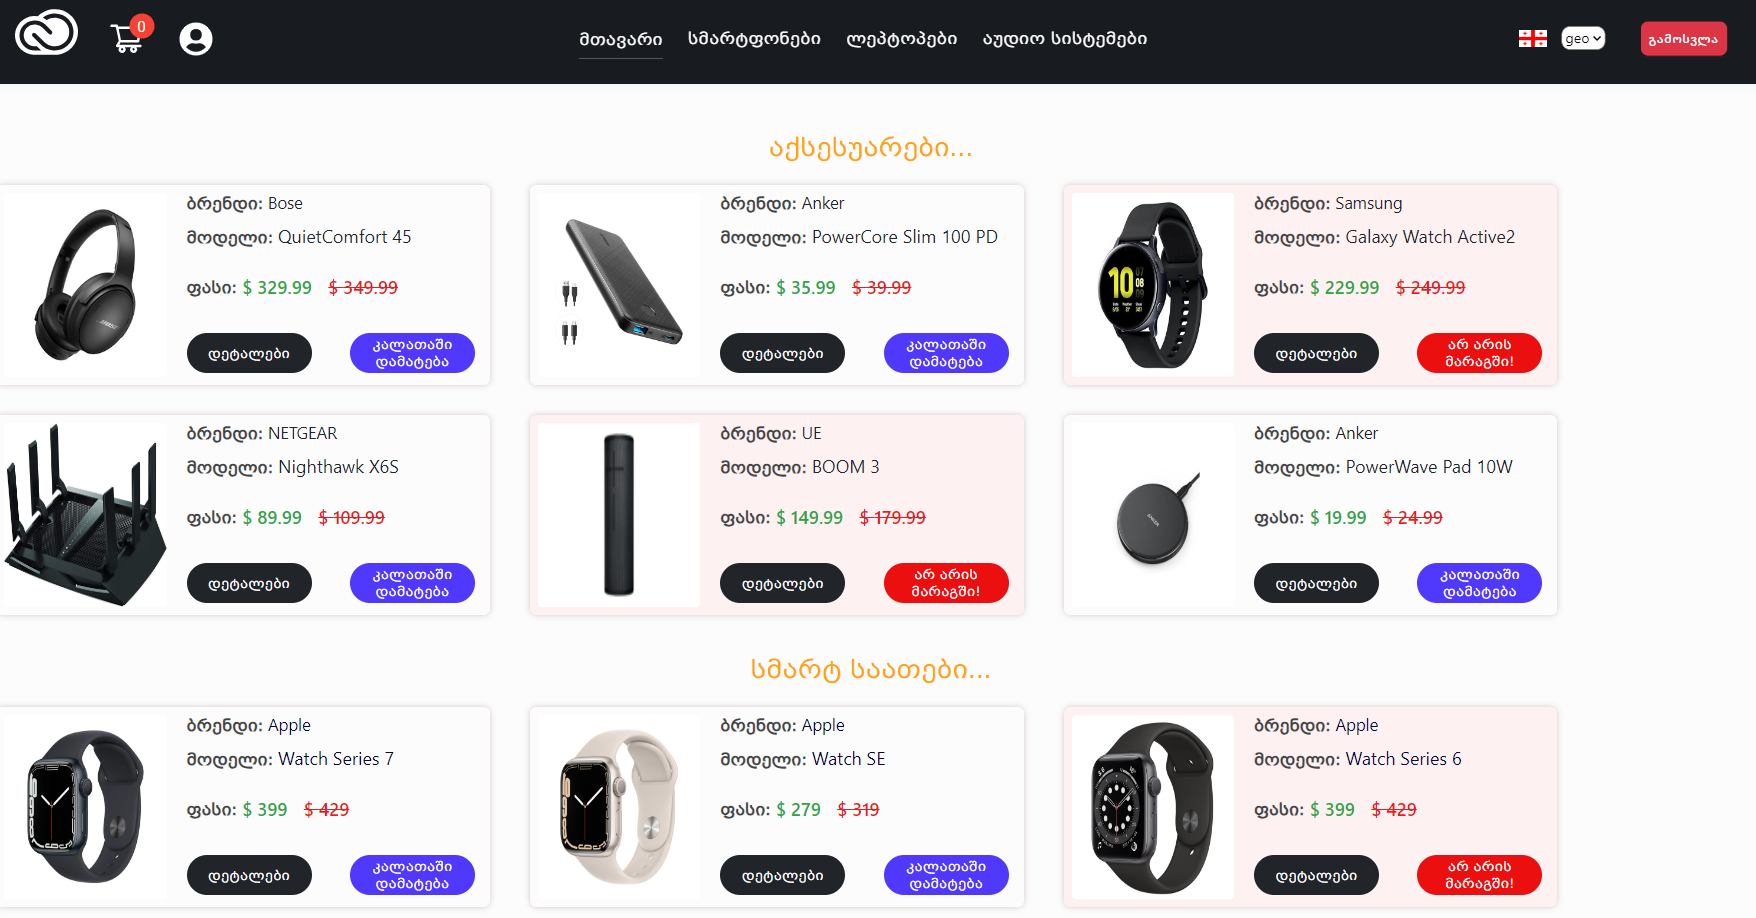 0
მთავარი სმარტფონები ლეპტოპები აუდიო სისტემები
geo
გამოსვლა
აქსესუარები...
ბრენდი: Bose
მოდელი: QuietComfort 45
ფასი: $ 329.99 $ 349.99
დეტალები
კალათაში
დამატება
ბრენდი: Anker
მოდელი: PowerCore Slim 100 PD
ფასი: $ 35.99 $ 39.99
დეტალები
კალათაში
დამატება
ბრენდი: Samsung
მოდელი: Galaxy Watch Active2
ფასი: $ 229.99 $ 249.99
დეტალები
არ არის
მარაგში!
ბრენდი: NETGEAR
მოდელი: Nighthawk X6S
ფასი: $ 89.99 $ 109.99
დეტალები
კალათაში
დამატება
ბრენდი: UE
მოდელი: BOOM 3
ფასი: $ 149.99 $ 179.99
დეტალები
არ არის
მარაგში!
ბრენდი: Anker
მოდელი: PowerWave Pad 10W
ფასი: $ 19.99 $ 24.99
დეტალები
კალათაში
დამატება
სმარტ საათები...
ბრენდი: Apple
მოდელი: Watch Series 7
ფასი: $ 399 $ 429
დეტალები
კალათაში
დამატება
ბრენდი: Apple
მოდელი: Watch SE
ფასი: $ 279 $ 319
დეტალები
კალათაში
დამატება
ბრენდი: Apple
მოდელი: Watch Series 6
ფასი: $ 399 $ 429
დეტალები
არ არის
მარაგში!